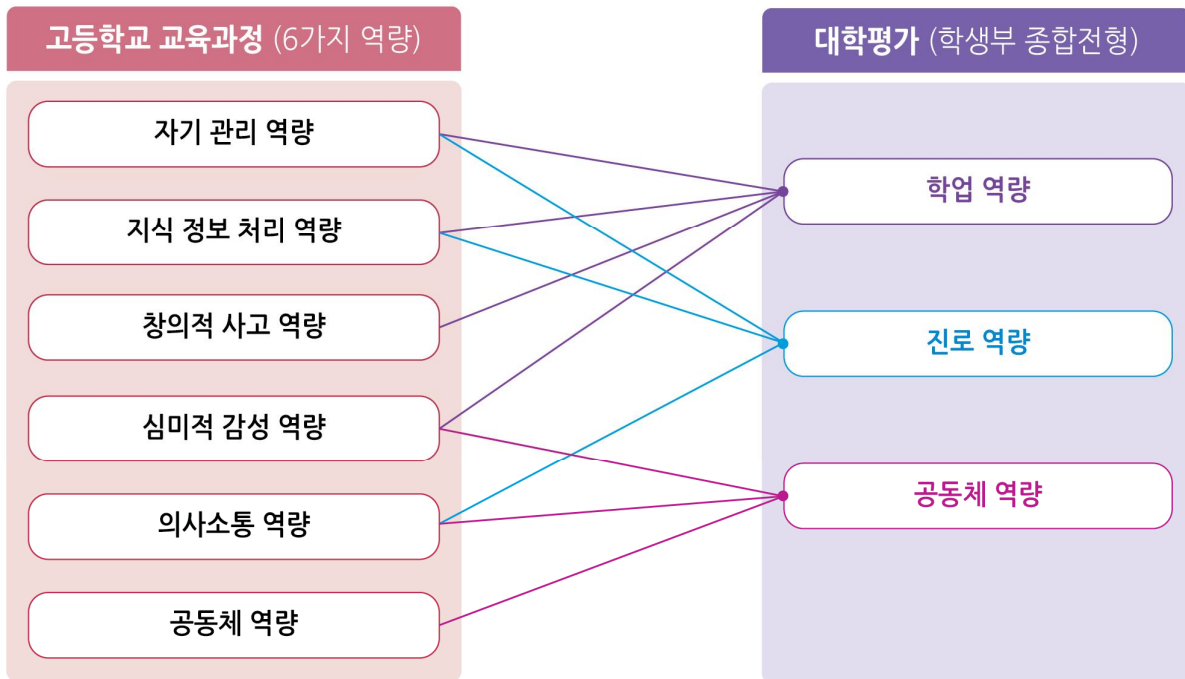 고등학교 교육과정 (6가지 역량)
자기 관리 역량
지식 정보 처리 역량
창의적 사고 역량
심미적 감성 역량
의사소통 역량
공동체 역량
대학평가 (학생부 종합전형)
학업 역량
진로 역량
공동체 역량